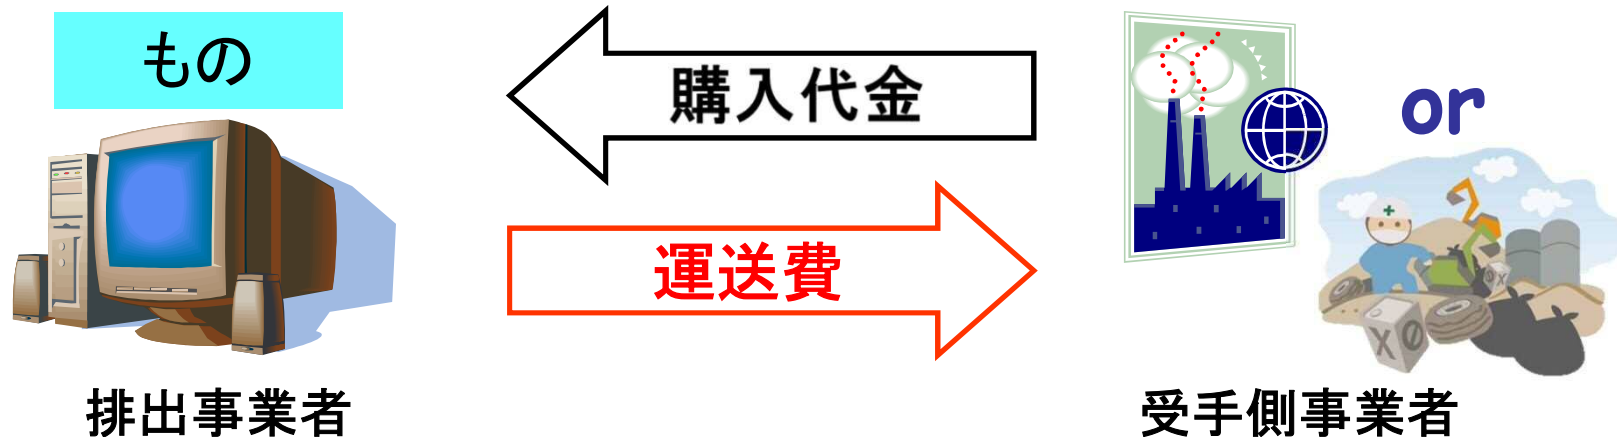 もの
購入代金
or
運送費
排出事業者
受手側事業者